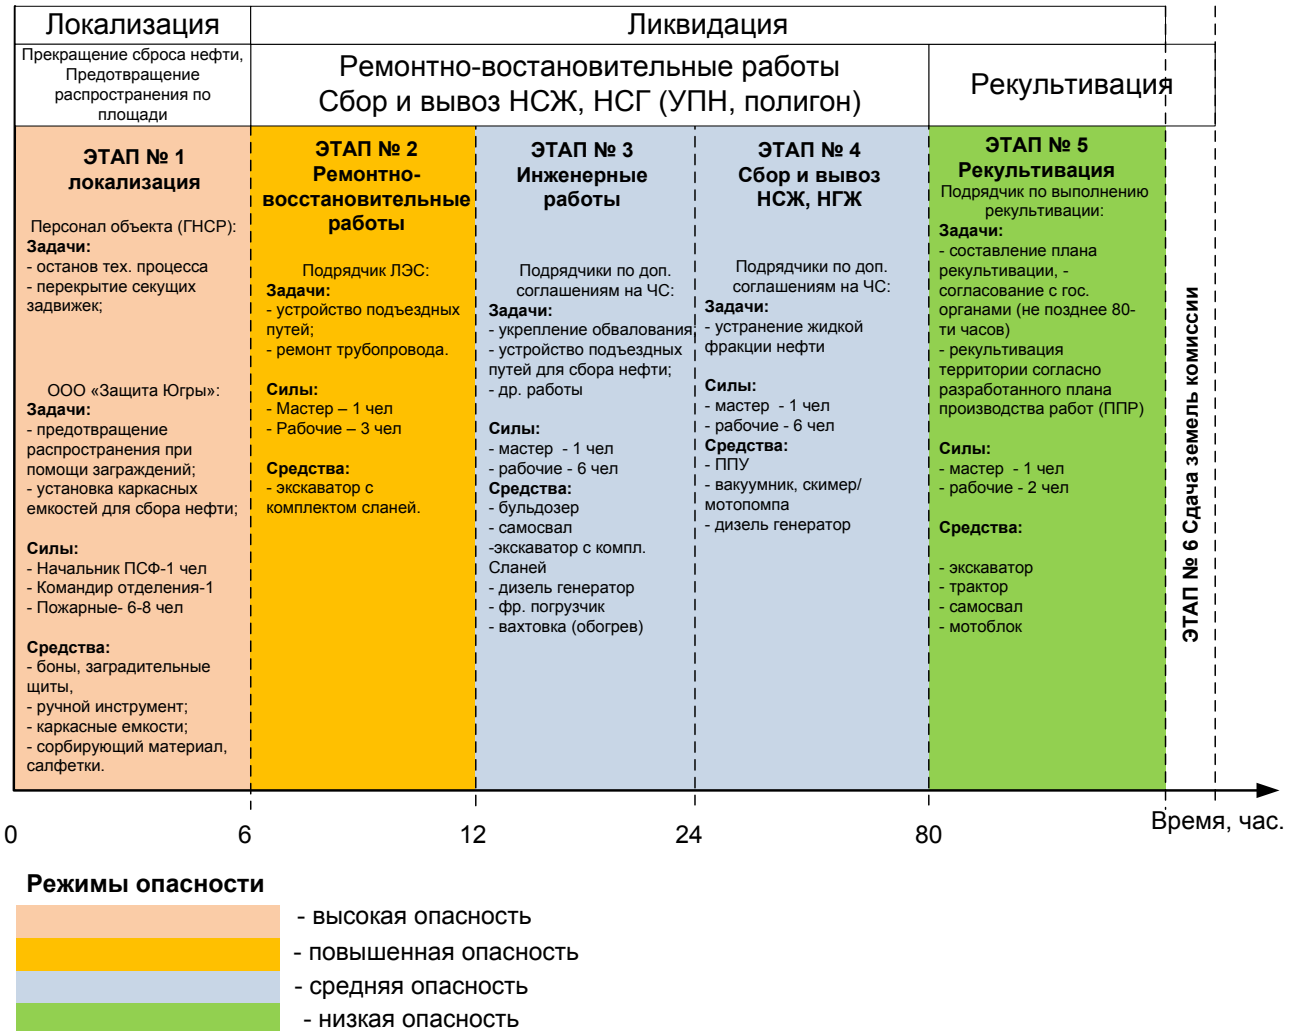 Локализация
Ликвидация
Прекращение сброса нефти,
Предотвращение
распространения по
площади
Ремонтно-востановительные работы
Сбор и вывоз НСЖ, НСГ (УПН, полигон)
Рекультивация
ЭТАП № 1
локализация
Персонал объекта (ГНСР):
Задачи:
- останов тех. процесса
- перекрытие секущих
задвижек;
ООО «Защита Югры»:
Задачи:
- предотвращение
распространения при
помощи заграждений;
- установка каркасных
емкостей для сбора нефти;
Силы:
- Начальник ПСФ-1 чел
- Командир отделения-1
- Пожарные- 6-8 чел
Средства:
- боны, заградительные
щиты,
- ручной инструмент;
- каркасные емкости;
- сорбирующий материал,
салфетки.
ЭТАП № 2
Ремонтно-
восстановительные
работы
Подрядчик ЛЭС:
Задачи:
- устройство подъездных
путей;
- ремонт трубопровода.
Силы:
- Мастер – 1 чел
- Рабочие – 3 чел
Средства:
- экскаватор с
комплектом сланей.
ЭТАП № 3
Инженерные
работы
Подрядчики по доп.
соглашениям на ЧС:
Задачи:
- укрепление обвалования;
- устройство подъездных
путей для сбора нефти;
- др. работы
Силы:
- мастер - 1 чел
- рабочие - 6 чел
Средства:
- бульдозер
- самосвал
-экскаватор с компл.
Сланей
- дизель генератор
- фр. погрузчик
- вахтовка (обогрев)
ЭТАП № 4
Сбор и вывоз
НСЖ, НГЖ
Подрядчики по доп.
соглашениям на ЧС:
Задачи:
- устранение жидкой
фракции нефти
Силы:
- мастер - 1 чел
- рабочие - 6 чел
Средства:
- ППУ
- вакуумник, скимер/
мотопомпа
- дизель генератор
ЭТАП № 5
Рекультивация
Подрядчик по выполнению
рекультивации:
Задачи:
- составление плана
рекультивации, -
согласование с гос.
органами (не позднее 80-
ти часов)
- рекультивация
территории согласно
разработанного плана
производства работ (ППР)
Силы:
- мастер - 1 чел
- рабочие - 2 чел
Средства:
- экскаватор
- трактор
- самосвал
- мотоблок
ЭТАП № 6 Сдача земель комиссии
0
6
12
24
80
Время, час.
Режимы опасности
- высокая опасность
- повышенная опасность
- средняя опасность
- низкая опасность